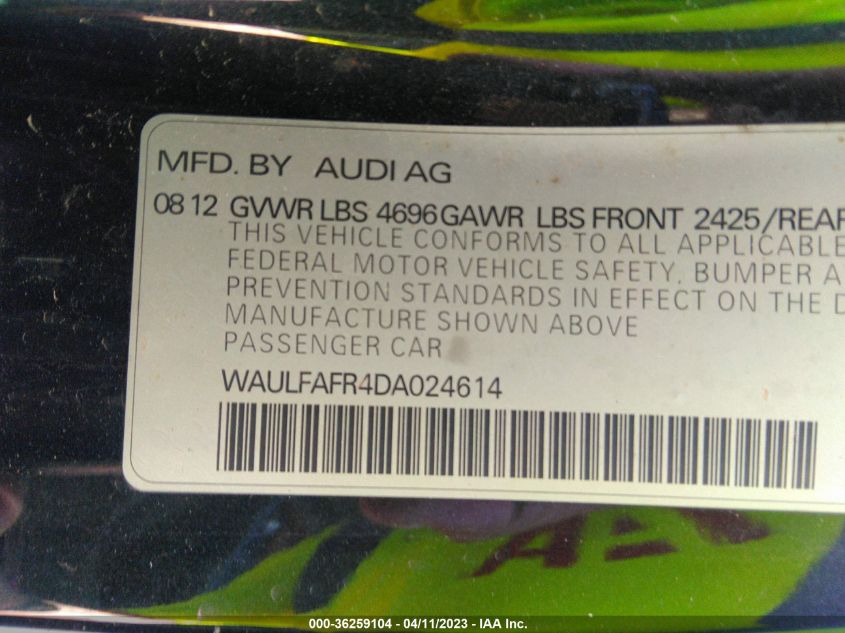 MFD. BY AUDI AG
08 12 GVWR LBS 4696 GAWR LBS FRONT 2425/REAR
THIS VEHICLE CONFORMS TO ALL APPLICABLE
FEDERAL MOTOR VEHICLE SAFETY, BUMPER A
PREVENTION STANDARDS IN EFFECT ON THE D
MANUFACTURE SHOWN ABOVE
PASSENGER CAR
WAULFAFR4DA024614
000-36259104 - 04/11/2023 - IAA Inc.